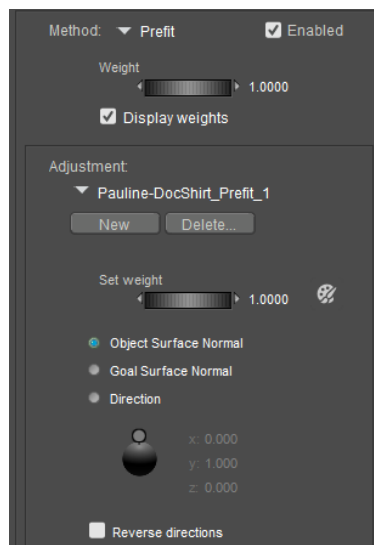 Method: Prefit Enabled
Weight
1.0000
Display weights
Adjustment:
Pauline-DocShirt_Prefit_1
New Delete...
Set weight
1.0000
Object Surface Normal
Goal Surface Normal
Direction
x: 0.000
y: 1.000
z: 0.000
Reverse directions